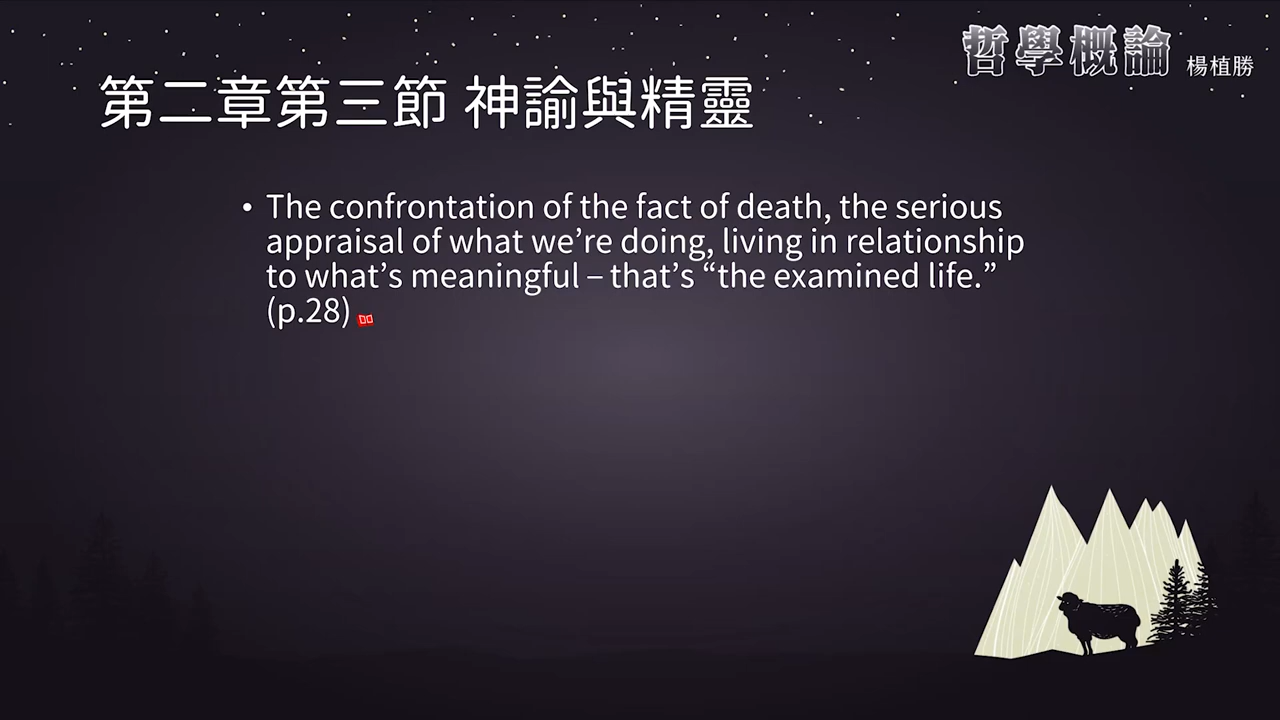 哲學概論 楊植勝
第二章第三節 神諭與精靈
• The confrontation of the fact of death, the serious
appraisal of what we’re doing, living in relationship
to what’s meaningful – that’s “the examined life.”
(p.28)